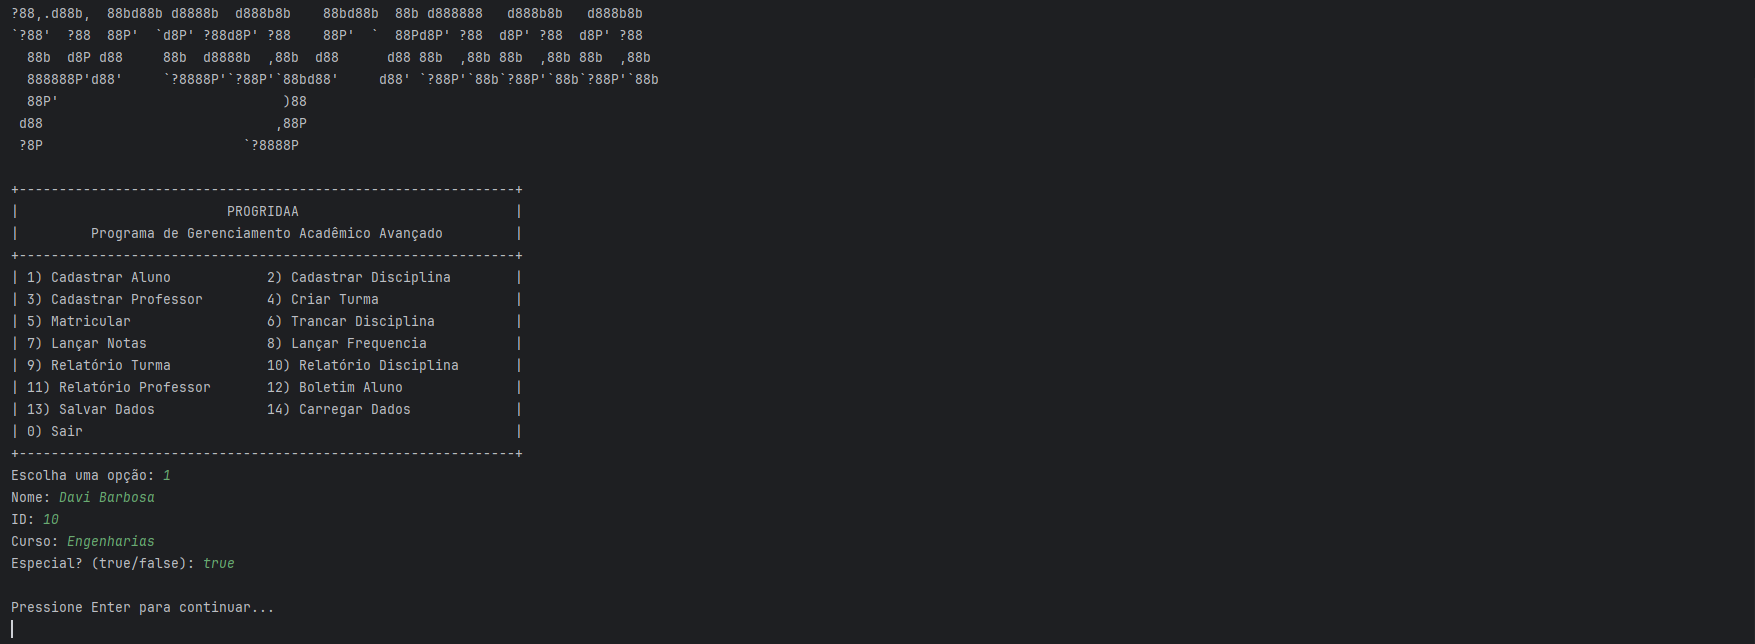 ?88,.d88b,  88bd88b d8888b  d888b8b    88bd88b  88b d888888   d888b8b   d888b8b
`?88'  ?88  88P'  `d8P' ?88d8P' ?88    88P'  `  88Pd8P' ?88  d8P' ?88  d8P' ?88
  88b  d8P d88     88b  d8888b  ,88b  d88      d88 88b  ,88b 88b  ,88b 88b  ,88b
  888888P'd88'     `?8888P'`?88P'`88bd88'     d88' `?88P'`88b`?88P'`88b`?88P'`88b
  88P'                            )88
 d88                             ,88P
 ?8P                         `?8888P
+--------------------------------------------------------------+
|                          PROGRIDAA                           |
|         Programa de Gerenciamento Acadêmico Avançado         |
+--------------------------------------------------------------+
| 1) Cadastrar Aluno            2) Cadastrar Disciplina        |
| 3) Cadastrar Professor        4) Criar Turma                 |
| 5) Matricular                 6) Trancar Disciplina          |
| 7) Lançar Notas               8) Lançar Frequencia           |
| 9) Relatório Turma            10) Relatório Disciplina       |
| 11) Relatório Professor       12) Boletim Aluno              |
| 13) Salvar Dados              14) Carregar Dados             |
| 0) Sair                                                      |
+--------------------------------------------------------------+
Escolha uma opção: 1
Nome: Davi Barbosa
ID: 10
Curso: Engenharias
Especial? (true/false): true
Pressione Enter para continuar...